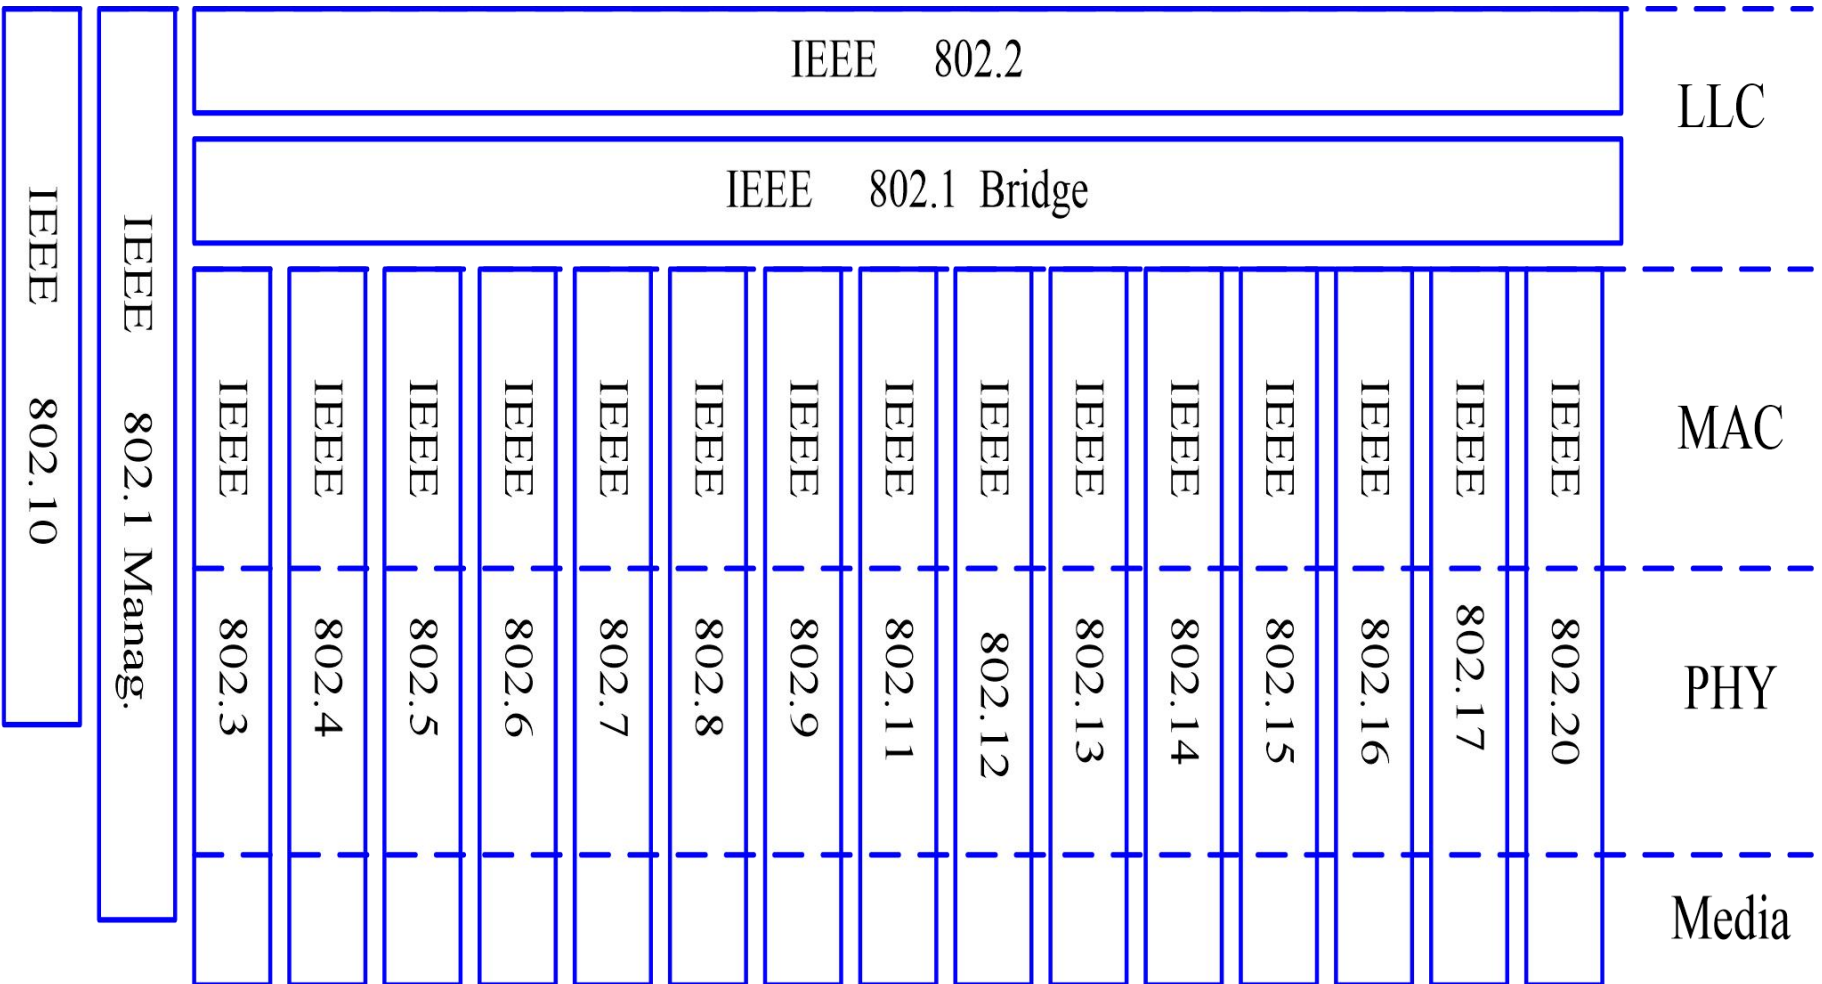 IEEE 802.10
IEEE 802.1 Manag.
IEEE 802.2
IEEE 802.1 Bridge
IEEE 802.3
IEEE 802.4
IEEE 802.5
IEEE 802.6
IEEE 802.7
IEEE 802.8
IEEE 802.9
IEEE 802.11
IEEE 802.12
IEEE 802.13
IEEE 802.14
IEEE 802.15
IEEE 802.16
IEEE 802.17
IEEE 802.20
LLC
MAC
PHY
Media